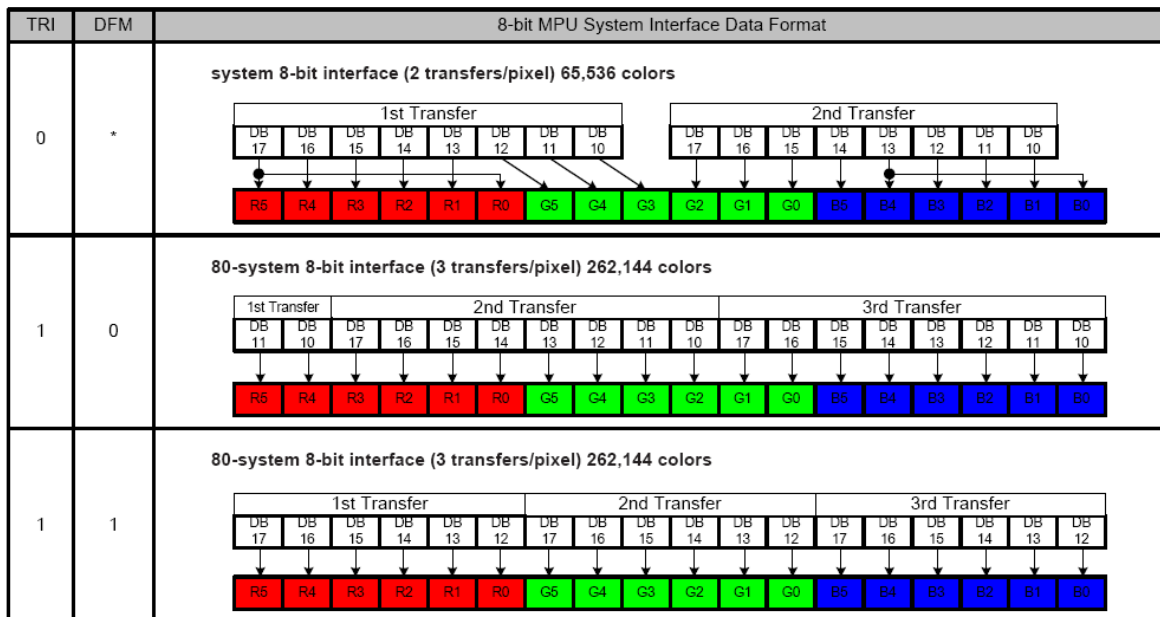 TRI DFM 8-bit MPU System Interface Data Format
0 *
system 8-bit interface (2 transfers/pixel) 65,536 colors
1st Transfer 2nd Transfer
DB DB DB DB DB DB DB DB DB DB DB DB DB DB DB DB
17 16 15 14 13 12 11 10 17 16 15 14 13 12 11 10
R5 R4 R3 R2 R1 R0 G5 G4 G3 G2 G1 G0 B5 B4 B3 B2 B1 B0
1 0
80-system 8-bit interface (3 transfers/pixel) 262,144 colors
1st Transfer 2nd Transfer 3rd Transfer
DB DB DB DB DB DB DB DB DB DB DB DB DB DB DB DB DB DB
11 10 17 16 15 14 13 12 11 10 17 16 15 14 13 12 11 10
R5 R4 R3 R2 R1 R0 G5 G4 G3 G2 G1 G0 B5 B4 B3 B2 B1 B0
1 1
80-system 8-bit interface (3 transfers/pixel) 262,144 colors
1st Transfer 2nd Transfer 3rd Transfer
DB DB DB DB DB DB DB DB DB DB DB DB DB DB DB DB DB DB
17 16 15 14 13 12 17 16 15 14 13 12 17 16 15 14 13 12
R5 R4 R3 R2 R1 R0 G5 G4 G3 G2 G1 G0 B5 B4 B3 B2 B1 B0